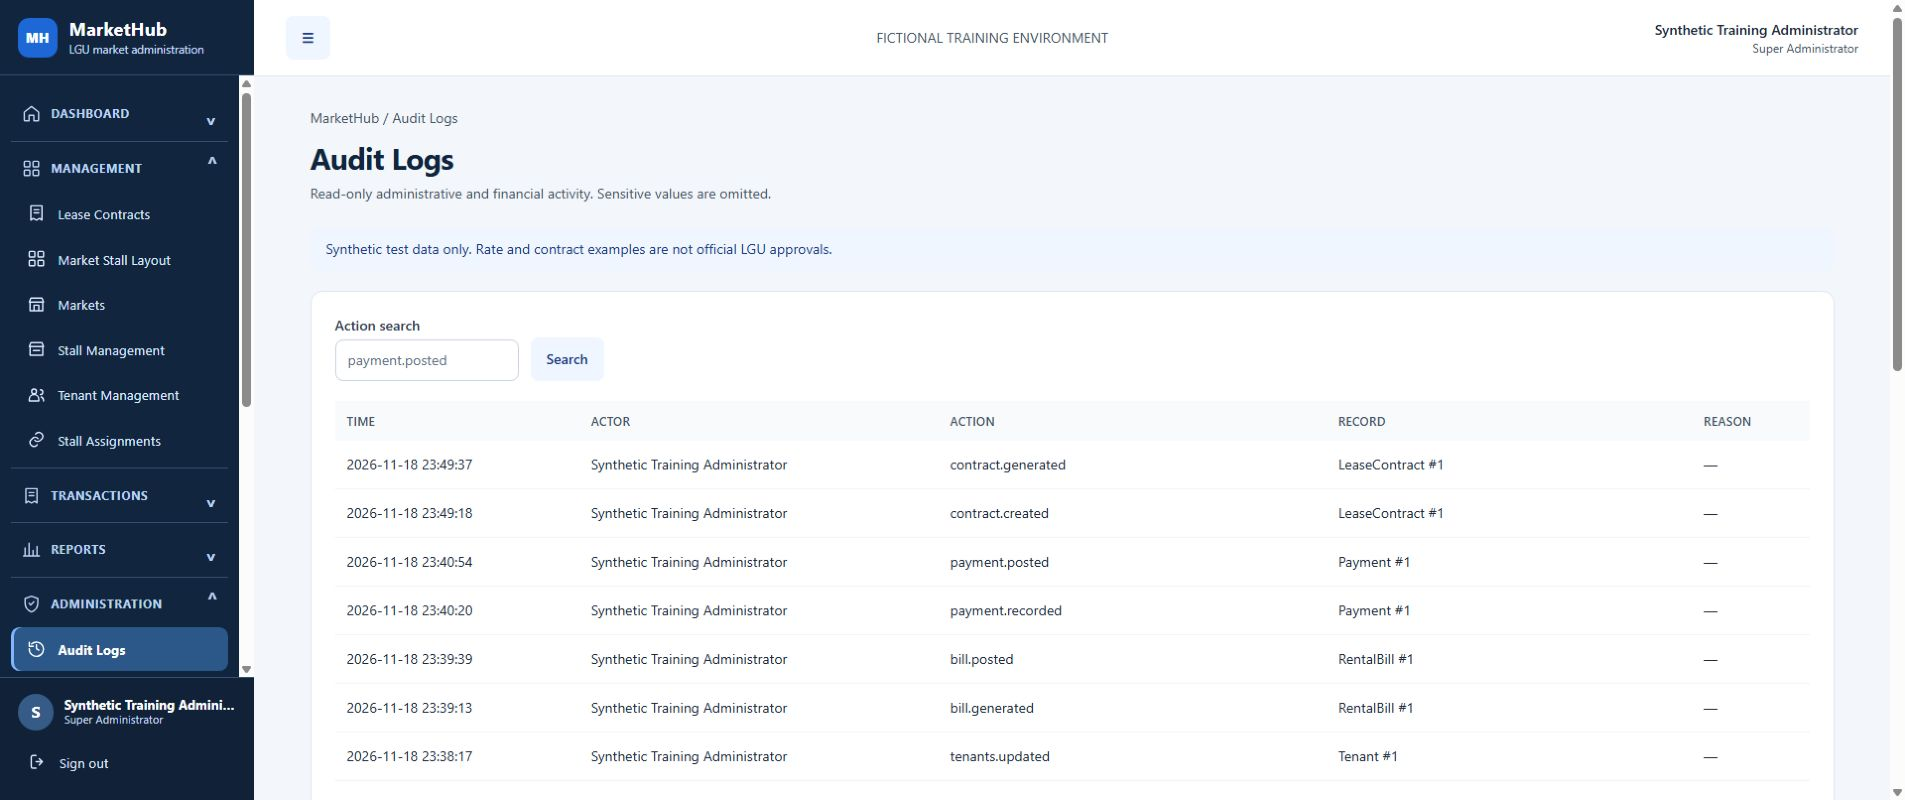 MH
MarketHub
LGU market administration
☰
FICTIONAL TRAINING ENVIRONMENT
Synthetic Training Administrator
Super Administrator
DASHBOARD
MANAGEMENT
Lease Contracts
Market Stall Layout
Markets
Stall Management
Tenant Management
Stall Assignments
TRANSACTIONS
REPORTS
ADMINISTRATION
Audit Logs
S
Synthetic Training Admini...
Super Administrator
Sign out
MarketHub / Audit Logs
Audit Logs
Read-only administrative and financial activity. Sensitive values are omitted.
Synthetic test data only. Rate and contract examples are not official LGU approvals.
Action search
payment.posted Search
TIME ACTOR ACTION RECORD REASON
2026-11-18 23:49:37 Synthetic Training Administrator contract.generated LeaseContract #1 —
2026-11-18 23:49:18 Synthetic Training Administrator contract.created LeaseContract #1 —
2026-11-18 23:40:54 Synthetic Training Administrator payment.posted Payment #1 —
2026-11-18 23:40:20 Synthetic Training Administrator payment.recorded Payment #1 —
2026-11-18 23:39:39 Synthetic Training Administrator bill.posted RentalBill #1 —
2026-11-18 23:39:13 Synthetic Training Administrator bill.generated RentalBill #1 —
2026-11-18 23:38:17 Synthetic Training Administrator tenants.updated Tenant #1 —